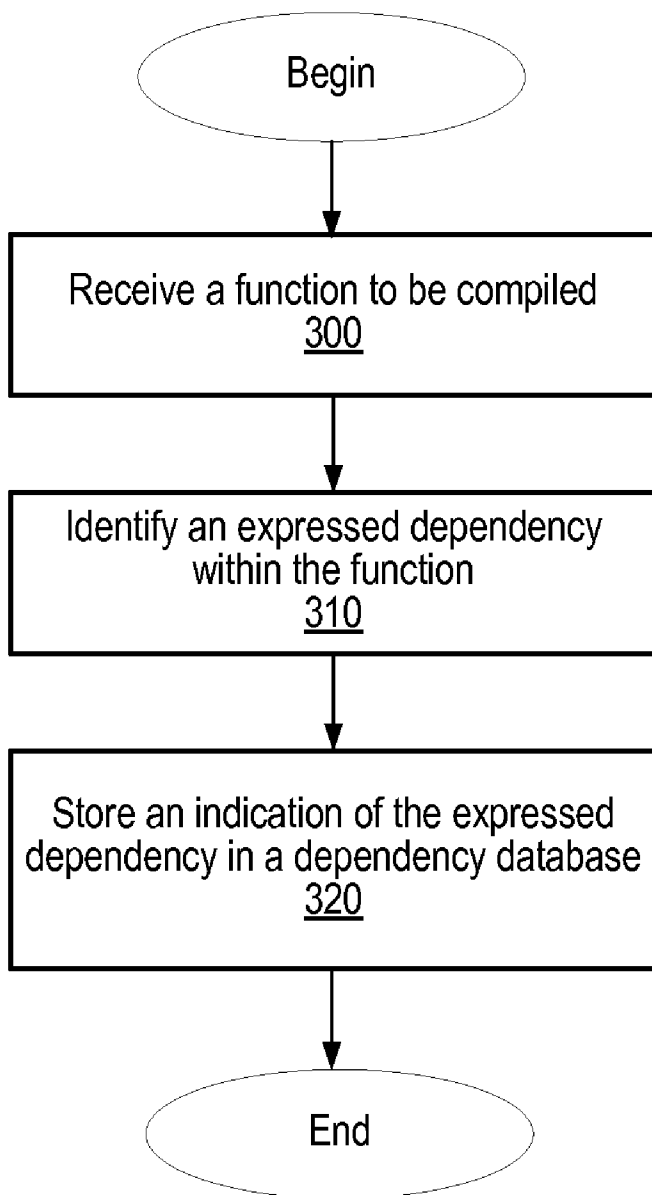 Begin
Receive a function to be compiled
300
Identify an expressed dependency
within the function
310
Store an indication of the expressed
dependency in a dependency database
320
End